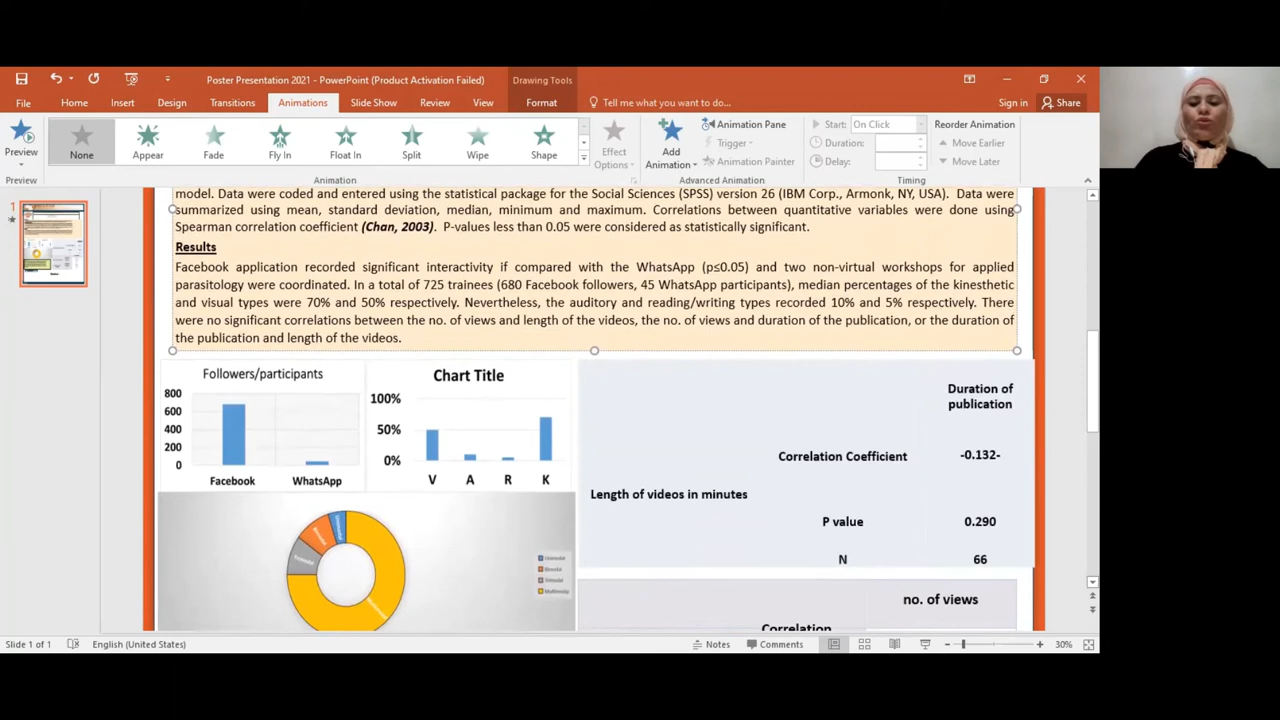 Poster Presentation 2021 - PowerPoint (Product Activation Failed)
Drawing Tools
File
Home
Insert
Design
Transitions
Animations
Slide Show
Review
View
Format
Tell me what you want to do...
Sign in
Share
Preview
None
Appear
Fade
Fly In
Float In
Split
Wipe
Shape
Effect Options
Add Animation
Animation Pane
Trigger
Animation Painter
Start:
On Click
Duration:
Delay:
Reorder Animation
Move Earlier
Move Later
Preview
Animation
Advanced Animation
Timing
1
model. Data were coded and entered using the statistical package for the Social Sciences (SPSS) version 26 (IBM Corp., Armonk, NY, USA). Data were
summarized using mean, standard deviation, median, minimum and maximum. Correlations between quantitative variables were done using
Spearman correlation coefficient (Chan, 2003). P-values less than 0.05 were considered as statistically significant.
Results
Facebook application recorded significant interactivity if compared with the WhatsApp (p≤0.05) and two non-virtual workshops for applied
parasitology were coordinated. In a total of 725 trainees (680 Facebook followers, 45 WhatsApp participants), median percentages of the kinesthetic
and visual types were 70% and 50% respectively. Nevertheless, the auditory and reading/writing types recorded 10% and 5% respectively. There
were no significant correlations between the no. of views and length of the videos, the no. of views and duration of the publication, or the duration of
the publication and length of the videos.
Followers/participants
800
600
400
200
0
Facebook
WhatsApp
Chart Title
100%
50%
0%
V
A
R
K
Duration of
publication
Correlation Coefficient
-0.132-
Length of videos in minutes
P value
0.290
N
66
no. of views
Correlation
Slide 1 of 1
English (United States)
Notes
Comments
30%